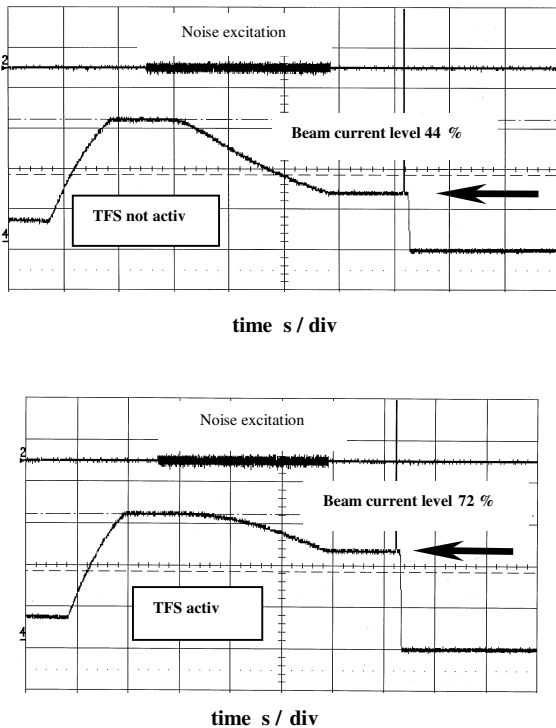 Noise excitation
2
Beam current level 44 %
TFS not activ
4
time s / div
Noise excitation
2
Beam current level 72 %
TFS activ
4
time s / div